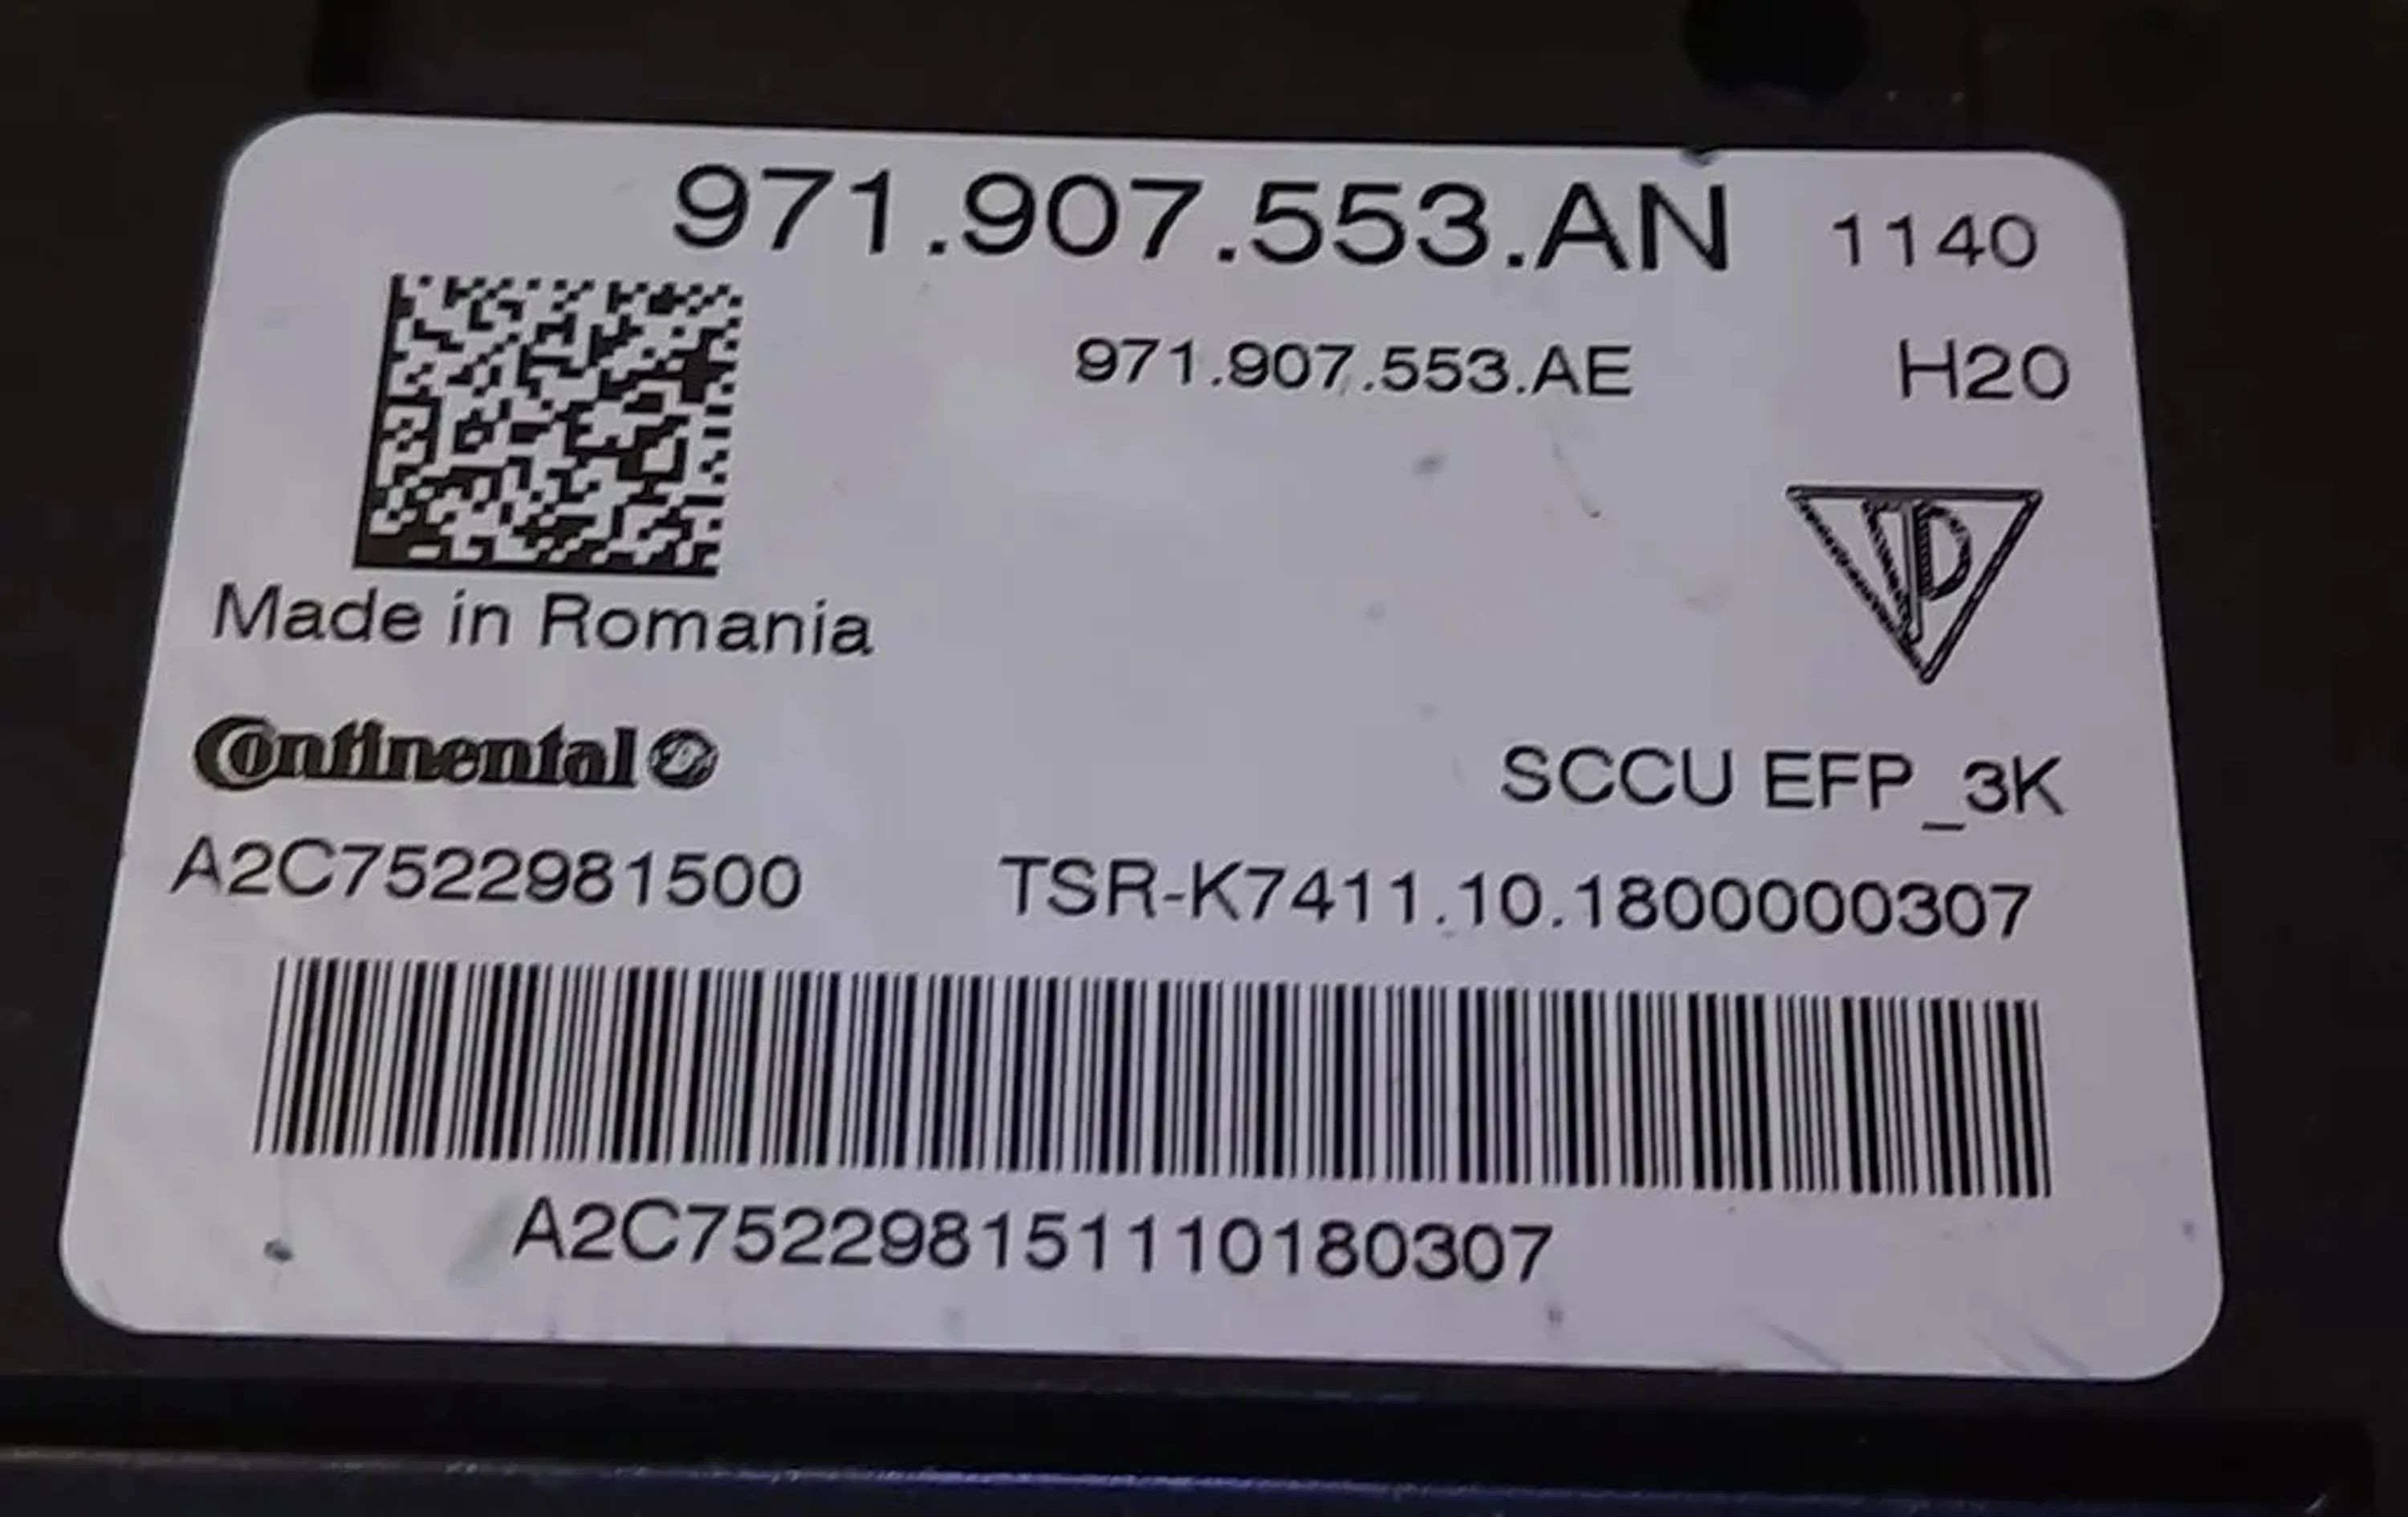 971.907.553.AN 1140
971.907.553.AE H20
Made in Romania
Continental
SCCU EFP_3K
A2C7522981500 TSR-K7411.10.1800000307
A2C752298151110180307